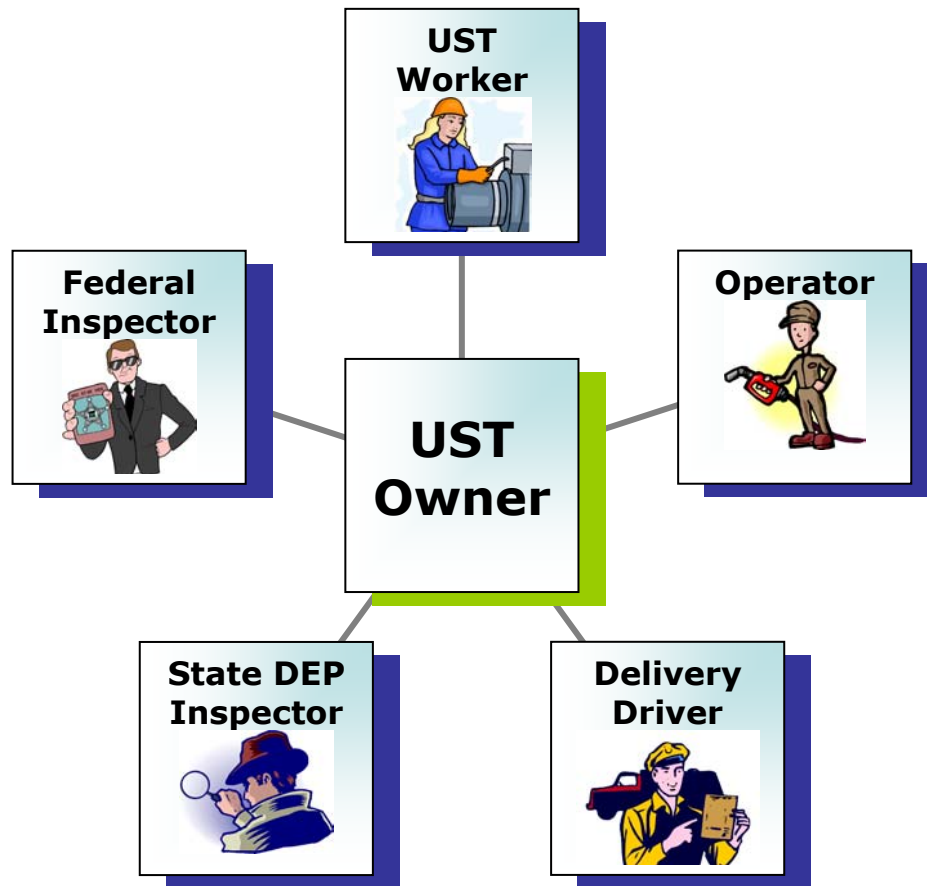 UST
Worker
Federal
Inspector
Operator
UST
Owner
State DEP
Inspector
Delivery
Driver